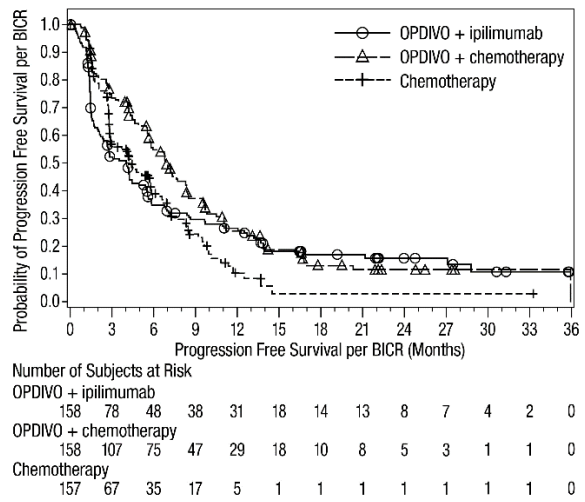 OPDIVO + ipilimumab
OPDIVO + chemotherapy
Chemotherapy
Probability of Progression Free Survival per BICR
1.0
0.9
0.8
0.7
0.6
0.5
0.4
0.3
0.2
0.1
0.0
0 3 6 9 12 15 18 21 24 27 30 33 36
Progression Free Survival per BICR (Months)
Number of Subjects at Risk
OPDIVO + ipilimumab
158 78 48 38 31 18 14 13 8 7 4 2 0
OPDIVO + chemotherapy
158 107 75 47 29 18 10 8 5 3 1 1 0
Chemotherapy
157 67 35 17 5 1 1 1 1 1 1 1 0